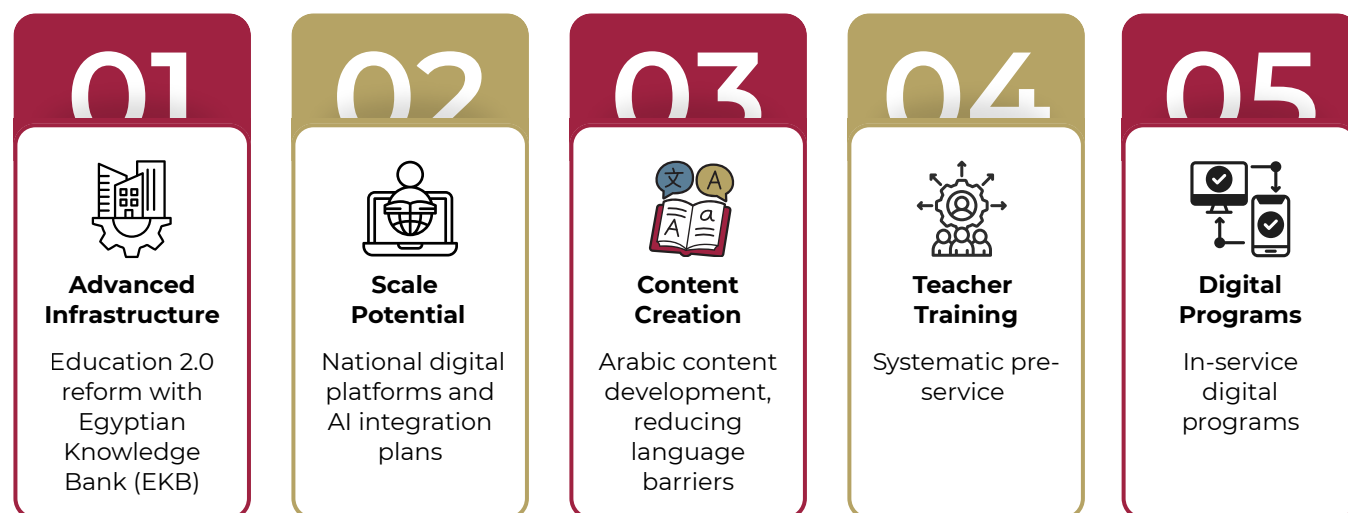 01
Advanced
Infrastructure
Education 2.0
reform with
Egyptian
Knowledge
Bank (EKB)
02
Scale
Potential
National digital
platforms and
AI integration
plans
03
文 A
A a
Content
Creation
Arabic content
development,
reducing
language
barriers
04
Teacher
Training
Systematic pre-
service
05
Digital
Programs
In-service
digital
programs